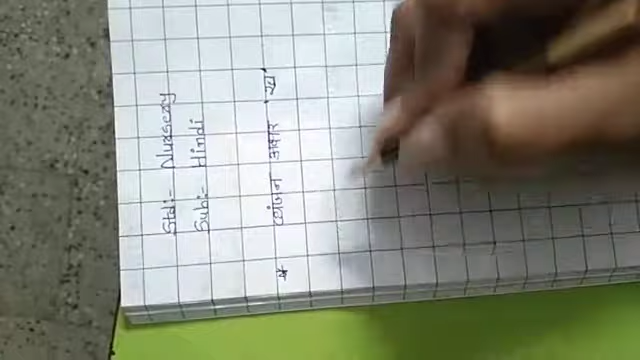 Std:- Nursery
Sub:- Hindi
* व्यंजन अक्षर 'ख'